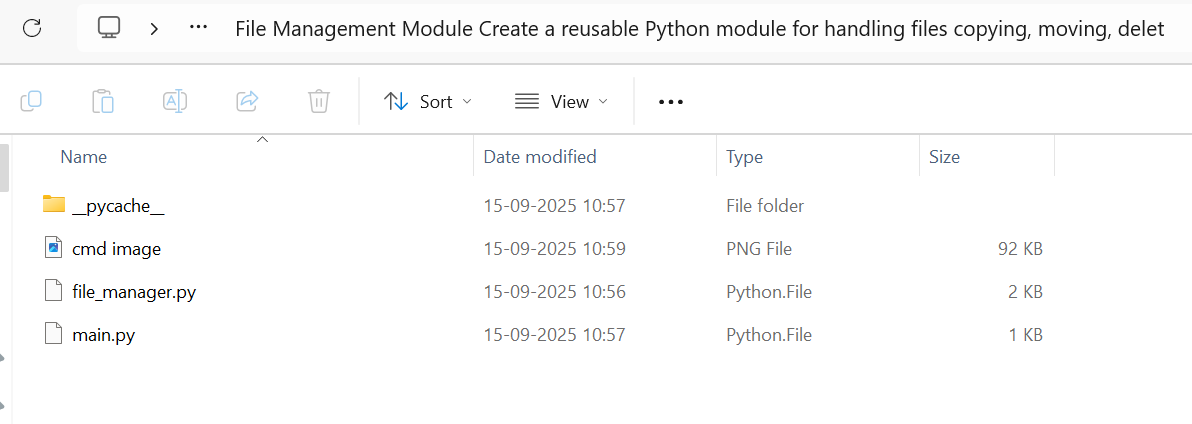 File Management Module Create a reusable Python module for handling files copying, moving, delet
Sort View
Name Date modified Type Size
__pycache__ 15-09-2025 10:57 File folder
cmd image 15-09-2025 10:59 PNG File 92 KB
file_manager.py 15-09-2025 10:56 Python.File 2 KB
main.py 15-09-2025 10:57 Python.File 1 KB